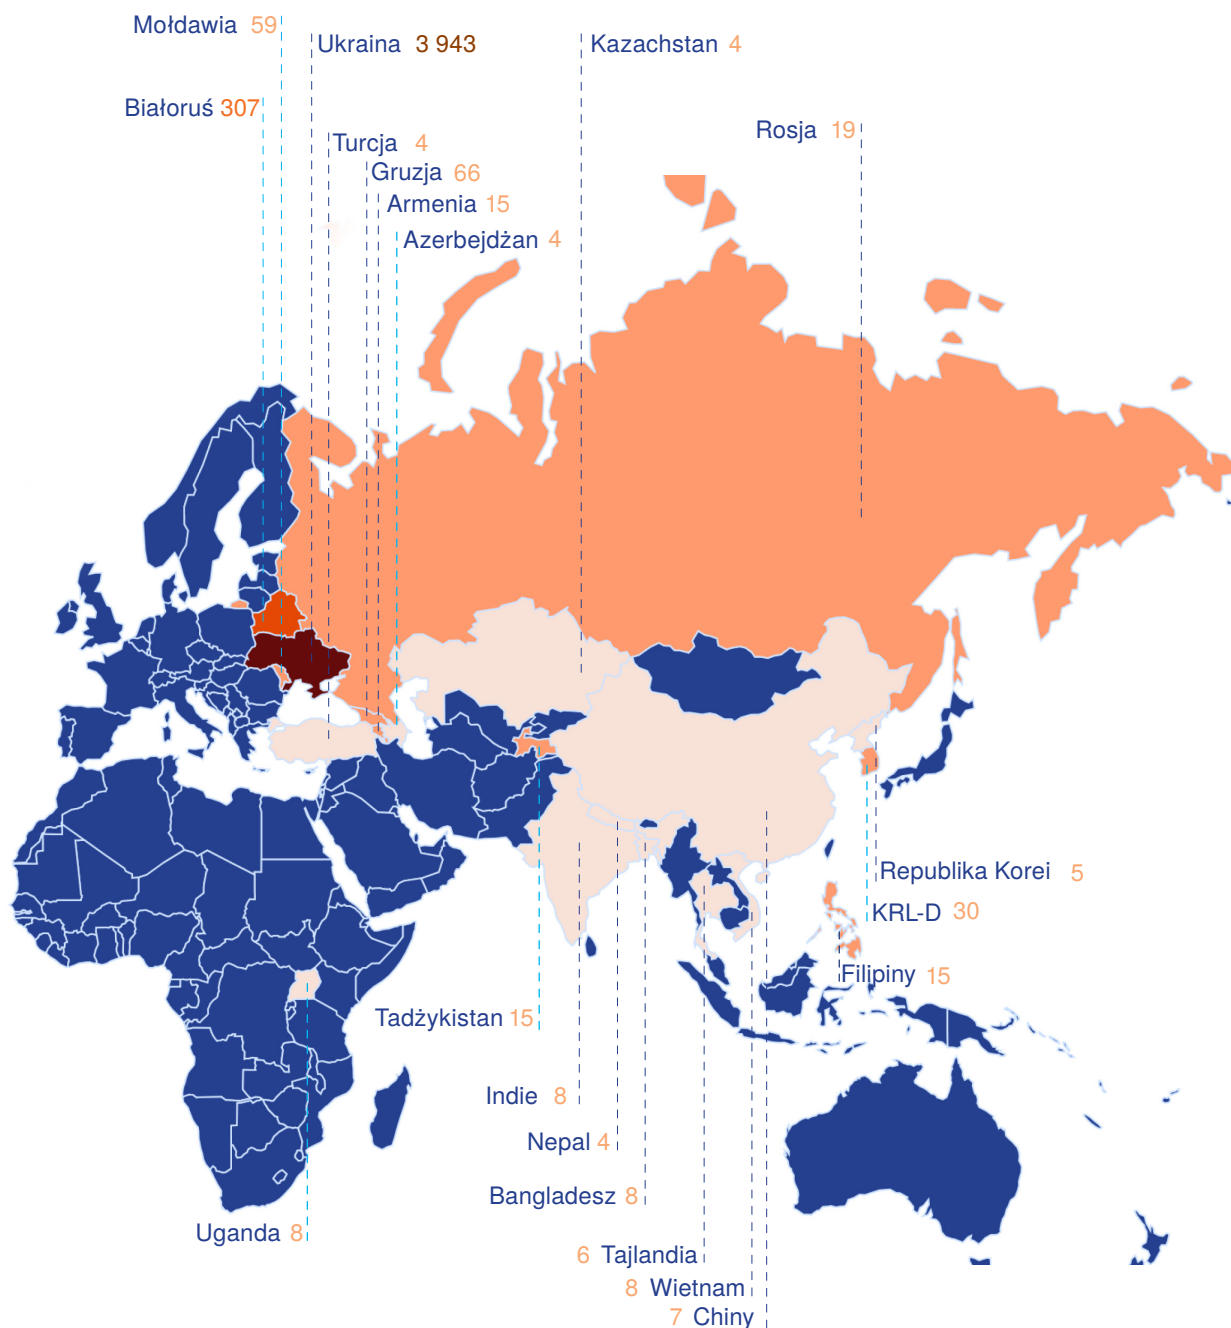 Mołdawia 59
Ukraina 3 943
Kazachstan 4
Białoruś 307
Rosja 19
Turcja 4
Gruzja 66
Armenia 15
Azerbejdżan 4
Republika Korei 5
KRL-D 30
Filipiny 15
Tadżykistan 15
Indie 8
Nepal 4
Bangladesz 8
Uganda 8
6 Tajlandia
8 Wietnam
7 Chiny